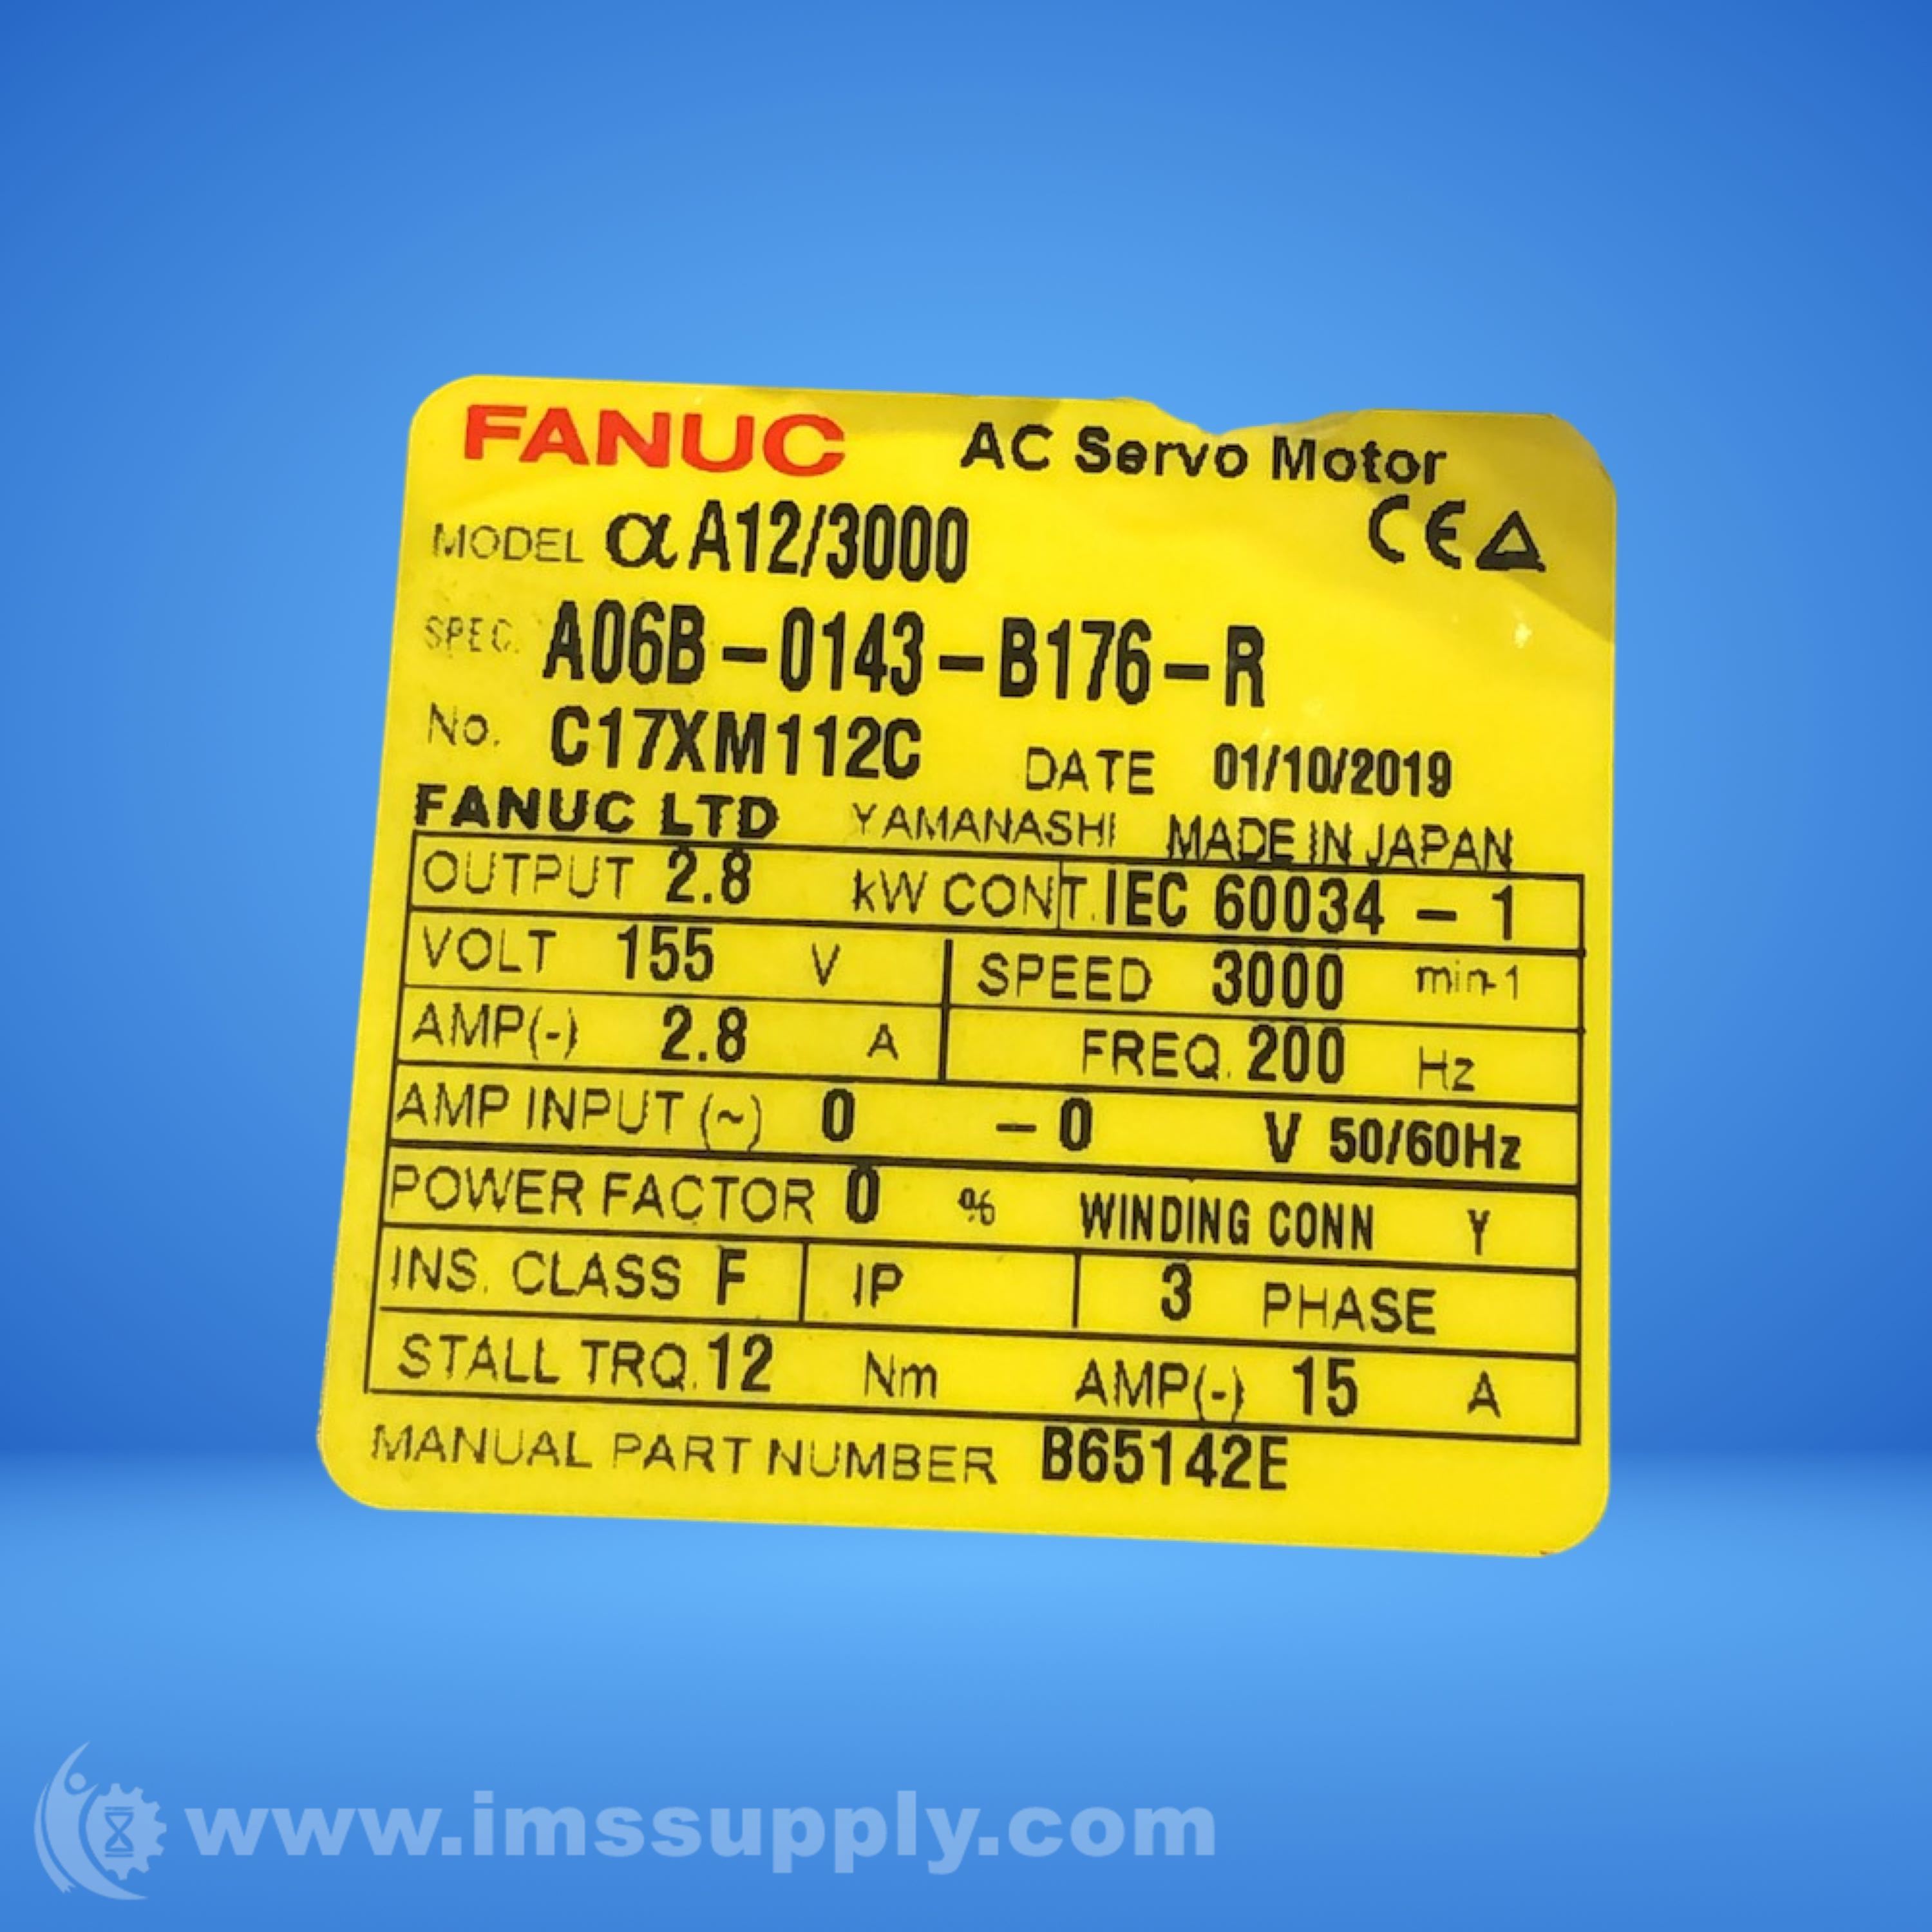 FANUC AC Servo Motor
MODEL α A12/3000 CE
SPEC. A06B-0143-B176-R
No. C17XM112C DATE 01/10/2019
FANUC LTD YAMANASHI MADE IN JAPAN
OUTPUT 2.8 kW CONT. IEC 60034-1
VOLT 155 V SPEED 3000 min-1
AMP(-) 2.8 A FREQ. 200 Hz
AMP INPUT (~) 0 -0 V 50/60Hz
POWER FACTOR 0 % WINDING CONN Y
INS. CLASS F IP 3 PHASE
STALL TRQ. 12 Nm AMP(-) 15 A
MANUAL PART NUMBER B65142E
www.imssupply.com